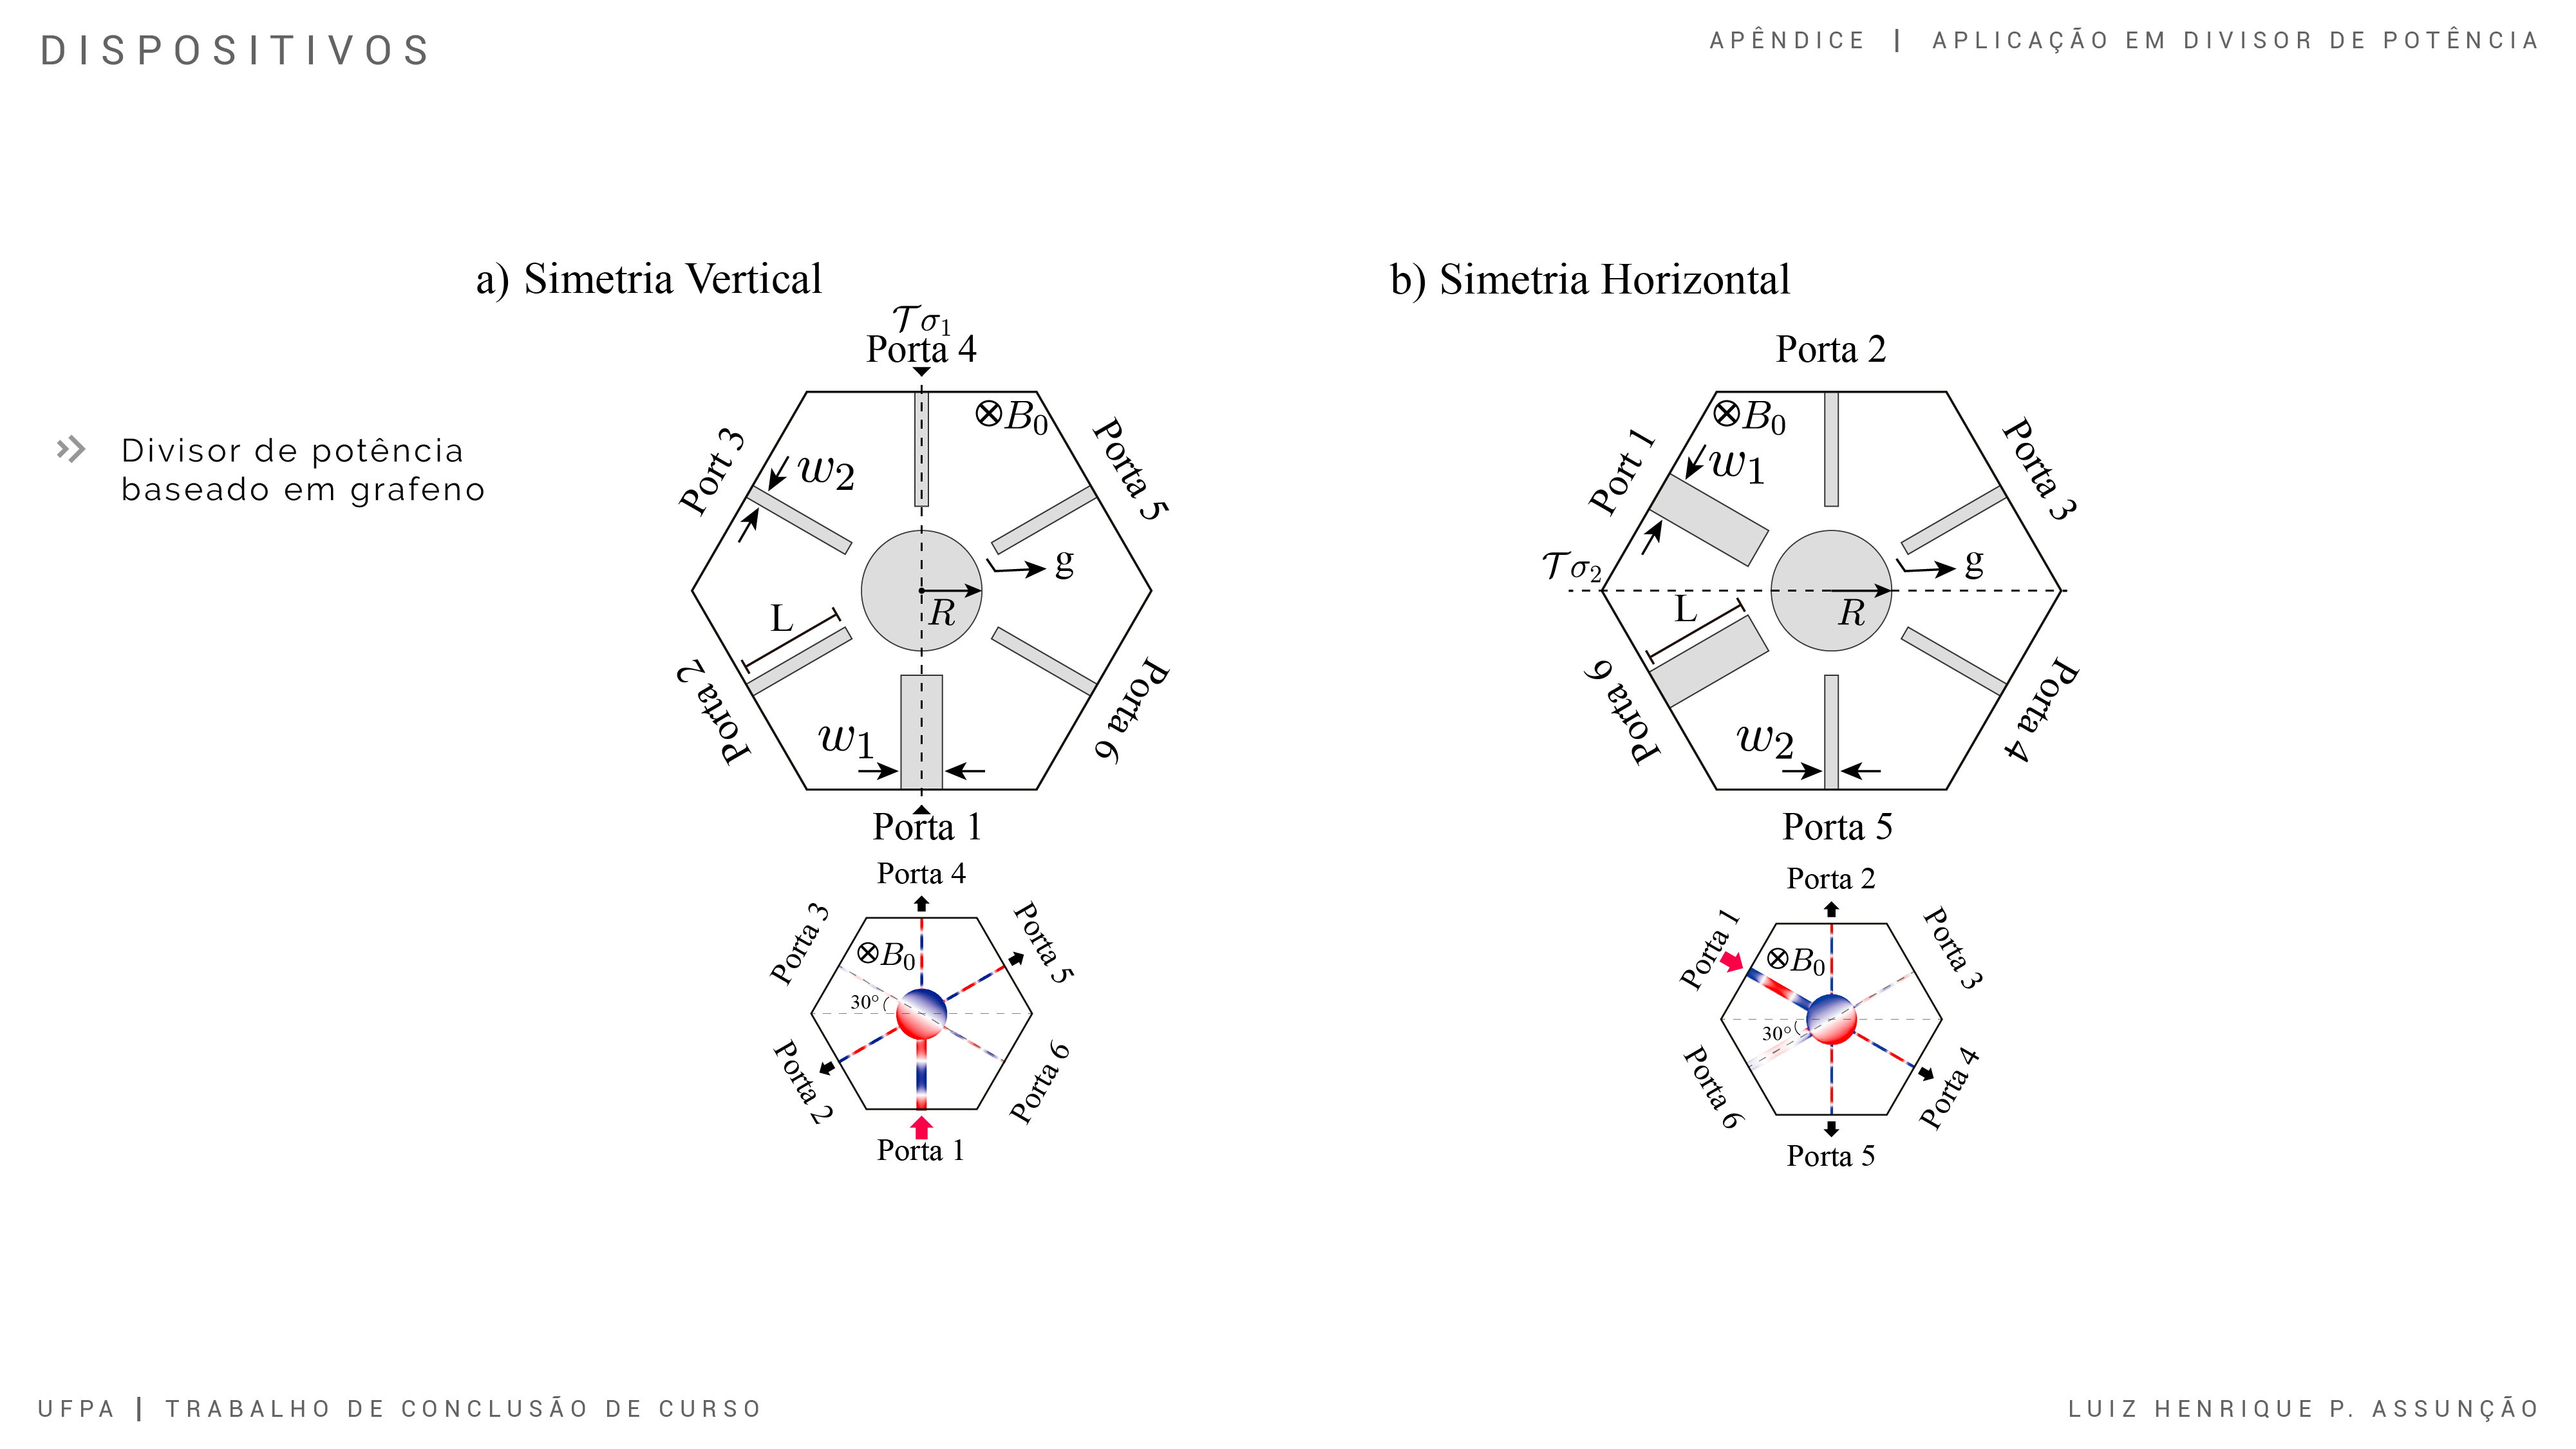 DISPOSITIVOS
APÊNDICE | APLICAÇÃO EM DIVISOR DE POTÊNCIA
Divisor de potência
baseado em grafeno
a) Simetria Vertical
𝒯σ₁
Porta 4
⊗B₀
Port 3
w₂
Porta 5
g
R
L
Porta 2
Porta 6
w₁
Porta 1
Porta 4
Porta 3
Porta 5
⊗B₀
30°
Porta 2
Porta 6
Porta 1
b) Simetria Horizontal
Porta 2
⊗B₀
Port 1
w₁
Porta 3
𝒯σ₂
g
R
L
Porta 6
Porta 4
w₂
Porta 5
Porta 2
Porta 1
Porta 3
⊗B₀
30°
Porta 6
Porta 4
Porta 5
UFPA | TRABALHO DE CONCLUSÃO DE CURSO
LUIZ HENRIQUE P. ASSUNÇÃO